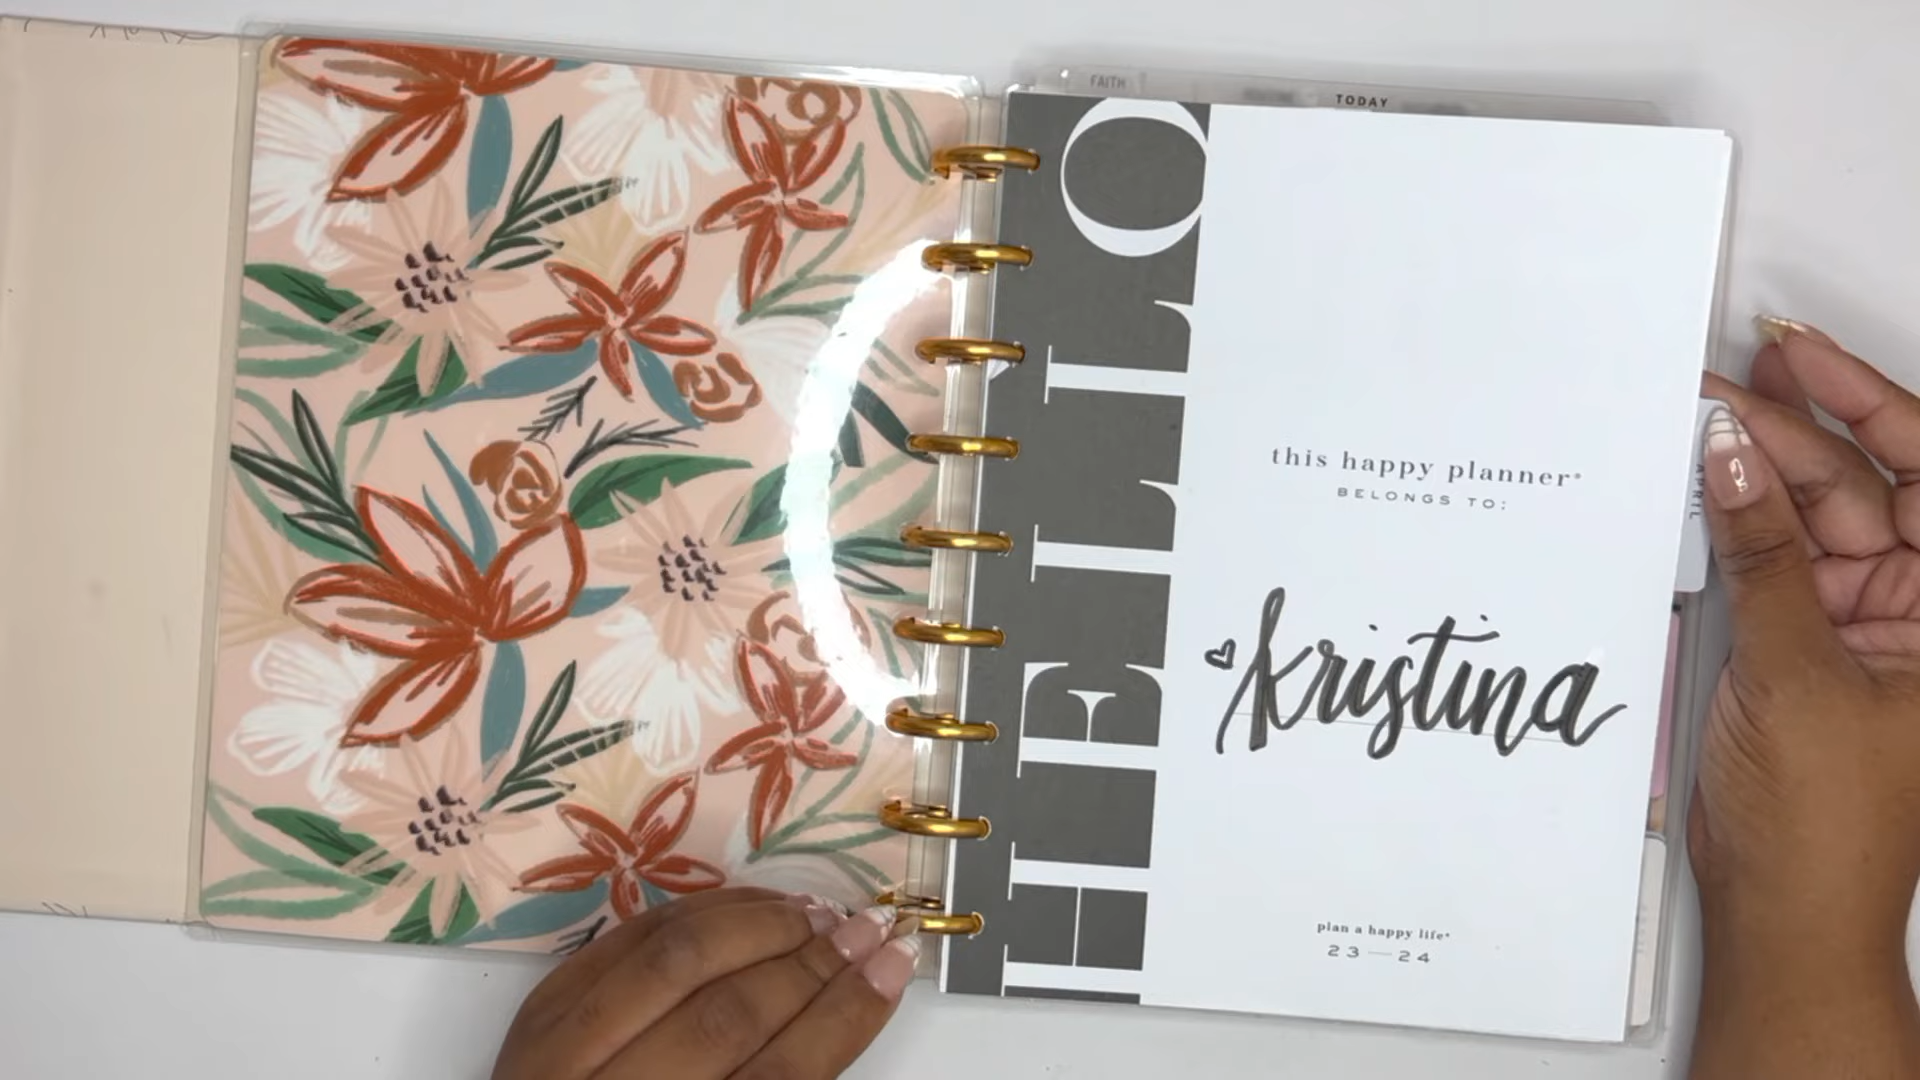 FAITH
TODAY
HELLO
this happy planner®
BELONGS TO:
kristina
APRIL
plan a happy life®
23—24